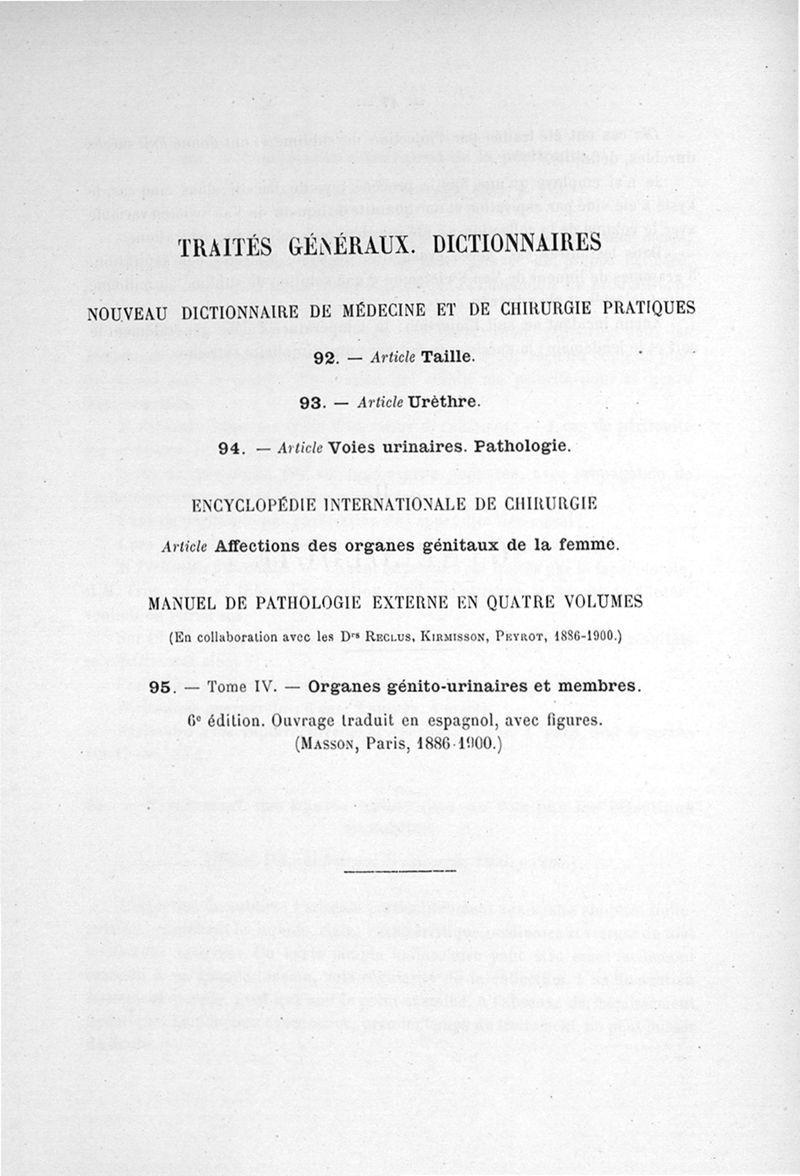 TRAITÉS GÉNÉRAUX. DICTIONNAIRES
NOUVEAU DICTIONNAIRE DE MÉDECINE ET DE CHIRURGIE PRATIQUES
92. — Article Taille.
93. — Article Urèthre.
94. — Article Voies urinaires. Pathologie.
ENCYCLOPÉDIE INTERNATIONALE DE CHIRURGIE
Article Affections des organes génitaux de la femme.
MANUEL DE PATHOLOGIE EXTERNE EN QUATRE VOLUMES
(En collaboration avec les Drs RECLUS, KIRMISSON, PEYROT, 1886-1900.)
95. — Tome IV. — Organes génito-urinaires et membres.
6e édition. Ouvrage traduit en espagnol, avec figures.
(MASSON, Paris, 1886-1900.)